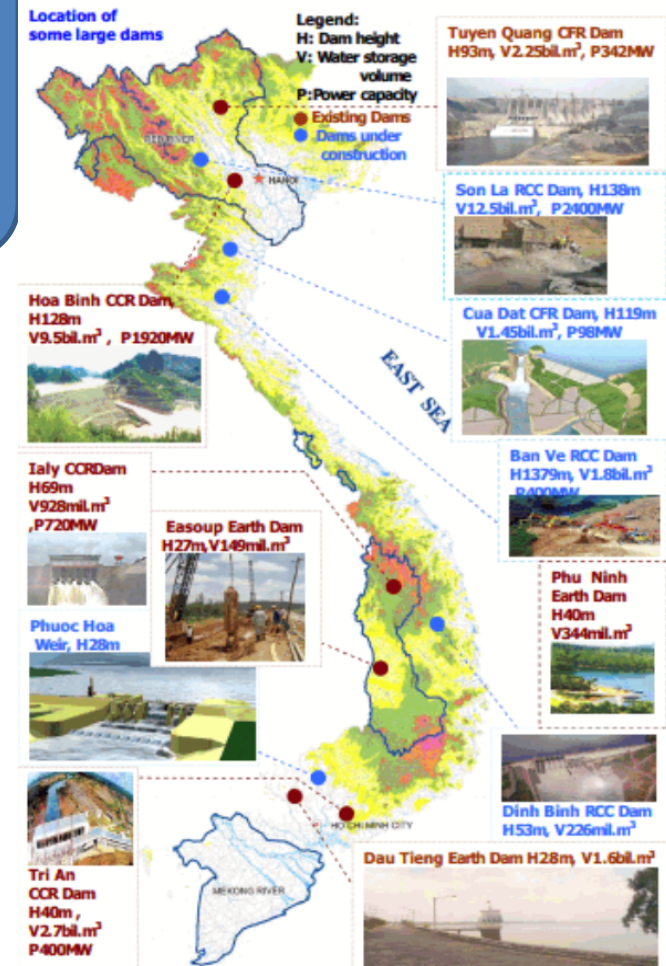 Location of
some large dams
Legend:
H: Dam height
V: Water storage
volume
P:Power capacity
Existing Dams
Dams under
construction
Tuyen Quang CFR Dam
H93m, V2.25bil.m³, P342MW
RED RIVER
HANOI
Son La RCC Dam, H138m
V12.5bil.m³, P2400MW
Hoa Binh CCR Dam,
H128m
V9.5bil.m³ , P1920MW
Cua Dat CFR Dam, H119m
V1.45bil.m³, P98MW
EAST SEA
Ban Ve RCC Dam
H1379m, V1.8bil.m³
P400MW
Ialy CCRDam
H69m
V928mil.m³
,P720MW
Easoup Earth Dam
H27m,V149mil.m³
Phu Ninh
Earth Dam
H40m
V344mil.m³
Phuoc Hoa
Weir, H28m
Dinh Binh RCC Dam
H53m, V226mil.m³
HO CHI MINH CITY
Dau Tieng Earth Dam H28m, V1.6bil.m³
MEKONG RIVER
Tri An
CCR Dam
H40m ,
V2.7bil.m³
P400MW